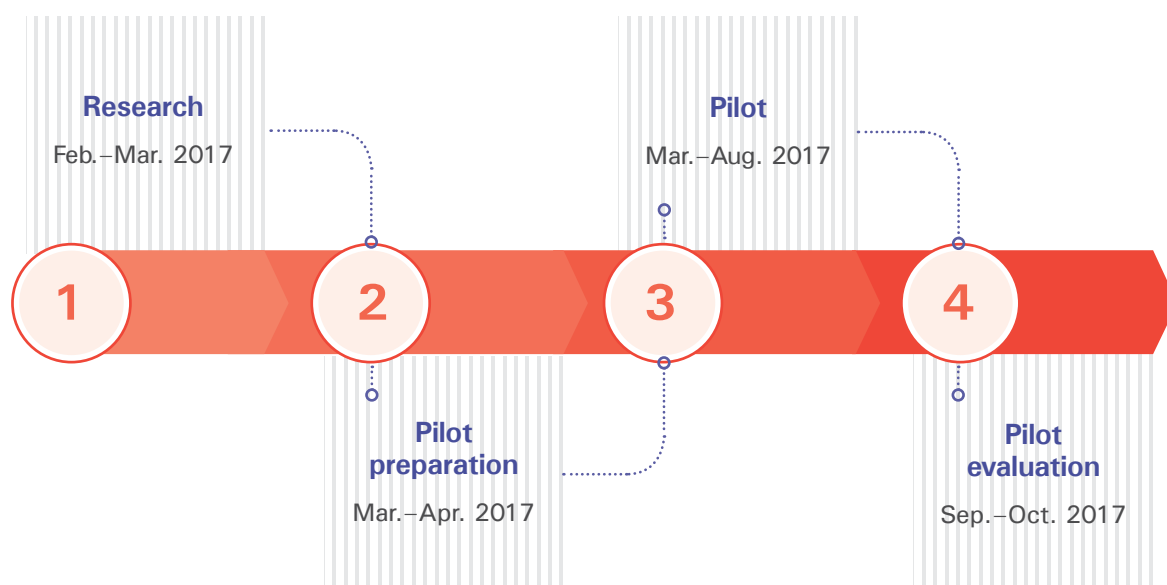 Research
Feb.–Mar. 2017
Pilot
Mar.–Aug. 2017
1
2
3
4
Pilot
preparation
Mar.–Apr. 2017
Pilot
evaluation
Sep.–Oct. 2017